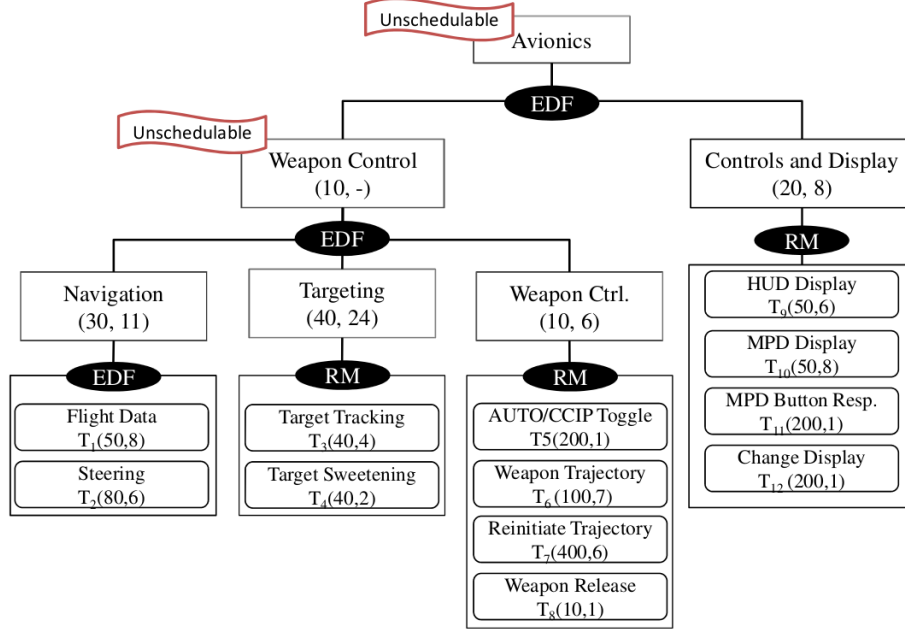 Unschedulable
Avionics
EDF
Unschedulable
Weapon Control
(10, -)
Controls and Display
(20, 8)
EDF
RM
Navigation
(30, 11)
Targeting
(40, 24)
Weapon Ctrl.
(10, 6)
HUD Display
T₉(50,6)
MPD Display
T₁₀(50,8)
MPD Button Resp.
T₁₁(200,1)
Change Display
T₁₂(200,1)
EDF
RM
RM
Flight Data
T₁(50,8)
Steering
T₂(80,6)
Target Tracking
T₃(40,4)
Target Sweetening
T₄(40,2)
AUTO/CCIP Toggle
T5(200,1)
Weapon Trajectory
T₆(100,7)
Reinitiate Trajectory
T₇(400,6)
Weapon Release
T₈(10,1)